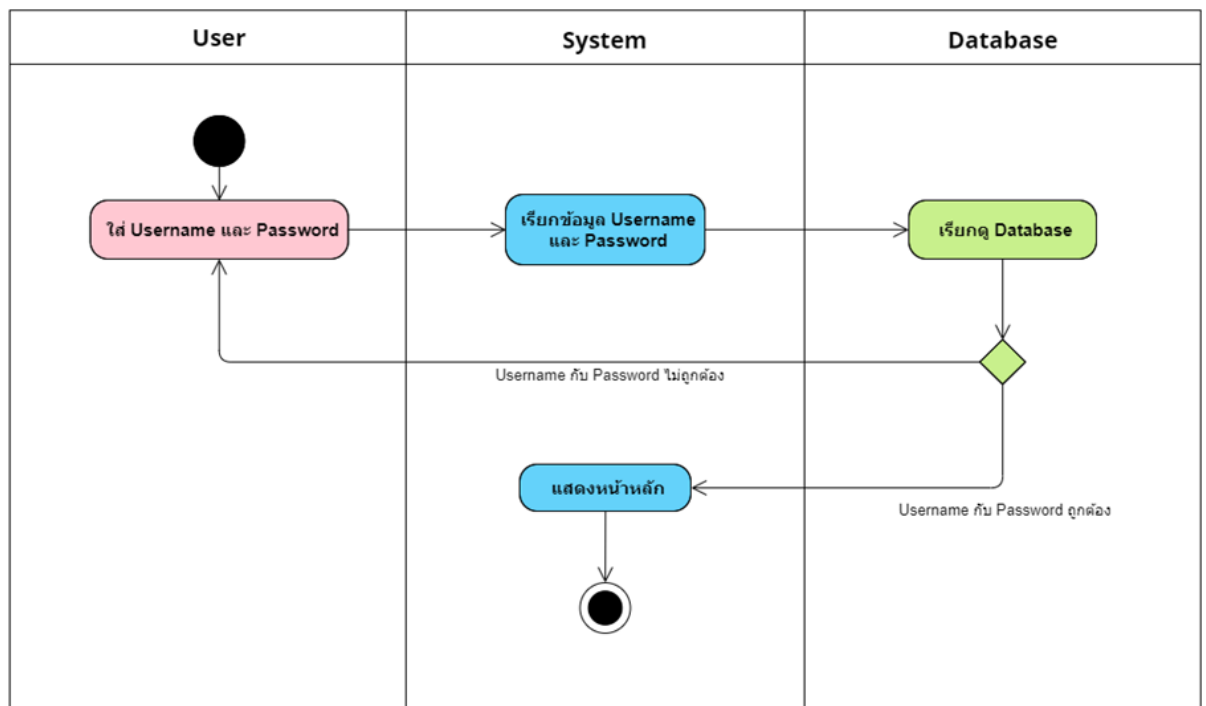 User
System
Database
ใส่ Username และ Password
เรียกข้อมูล Username
และ Password
เรียกดู Database
Username กับ Password ไม่ถูกต้อง
แสดงหน้าหลัก
Username กับ Password ถูกต้อง